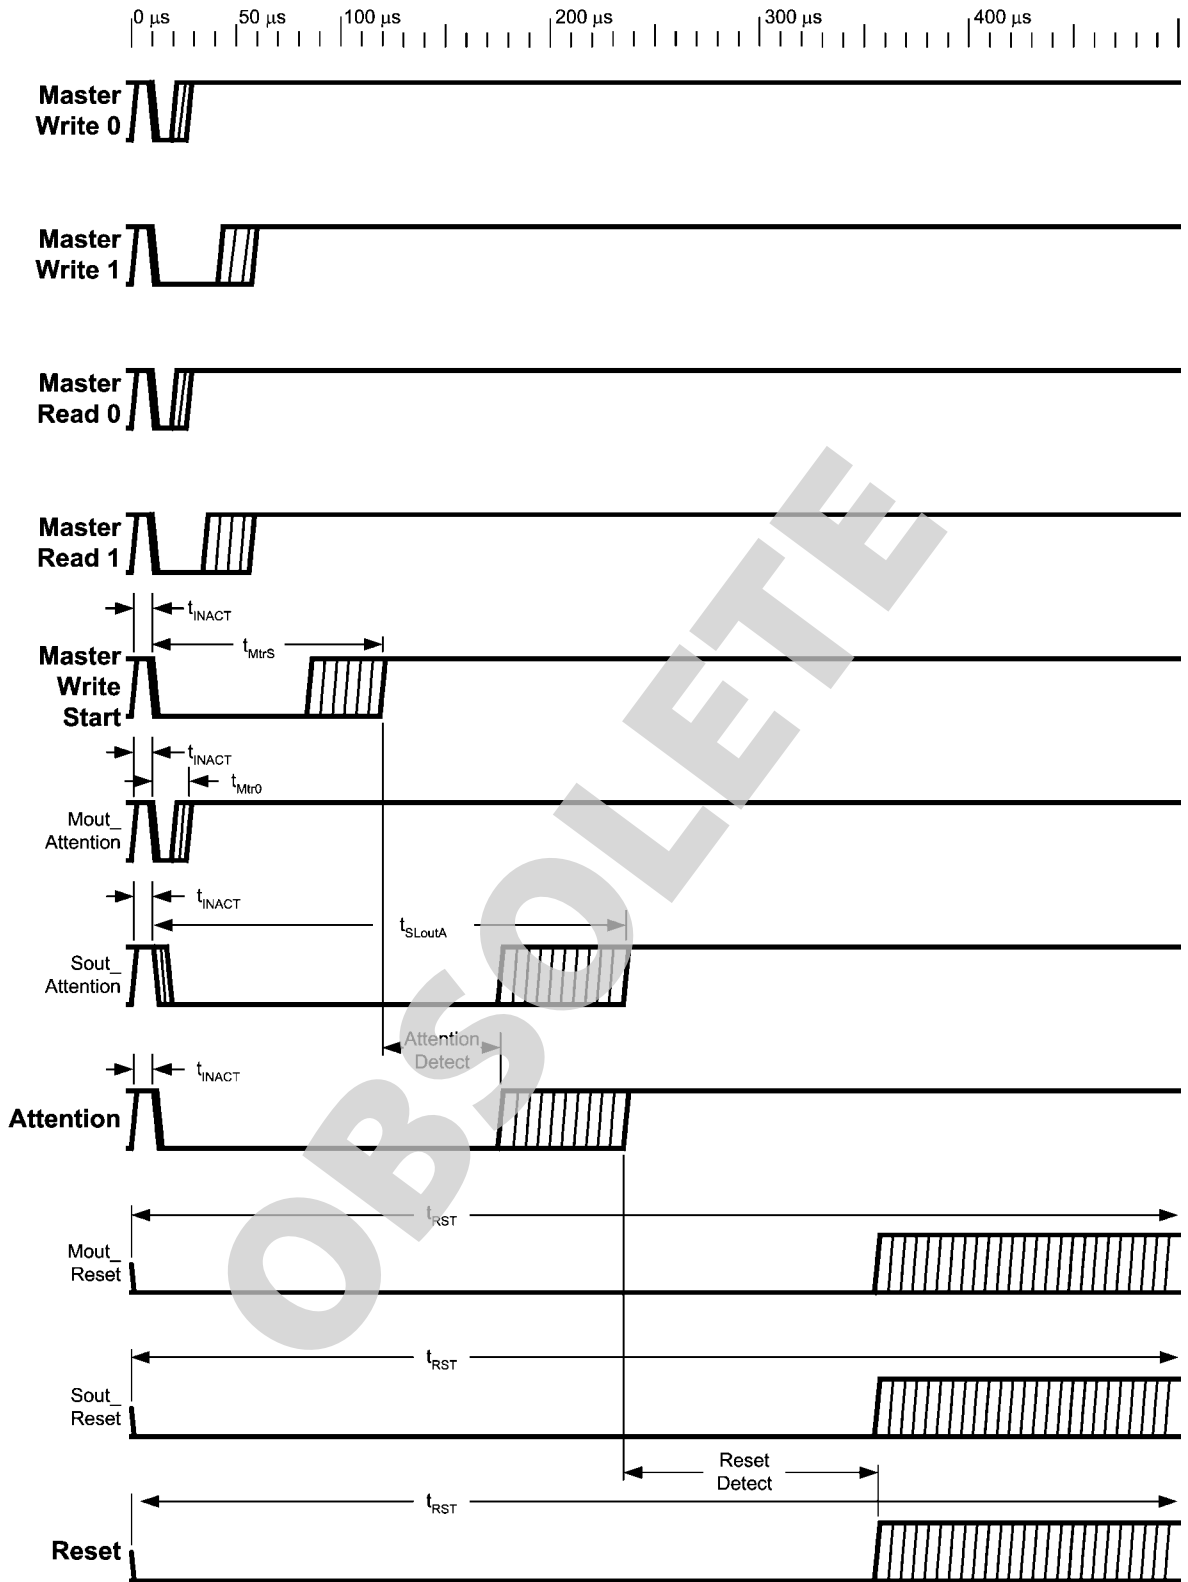 0 µs 50 µs 100 µs 200 µs 300 µs 400 µs
Master
Write 0
Master
Write 1
Master
Read 0
Master
Read 1
tINACT
tMtrS
Master
Write
Start
tINACT
tMtr0
Mout_
Attention
tINACT
tSLoutA
Sout_
Attention
Attention
Detect
tINACT
Attention
tRST
Mout_
Reset
tRST
Sout_
Reset
Reset
Detect
tRST
Reset
OBSOLETE